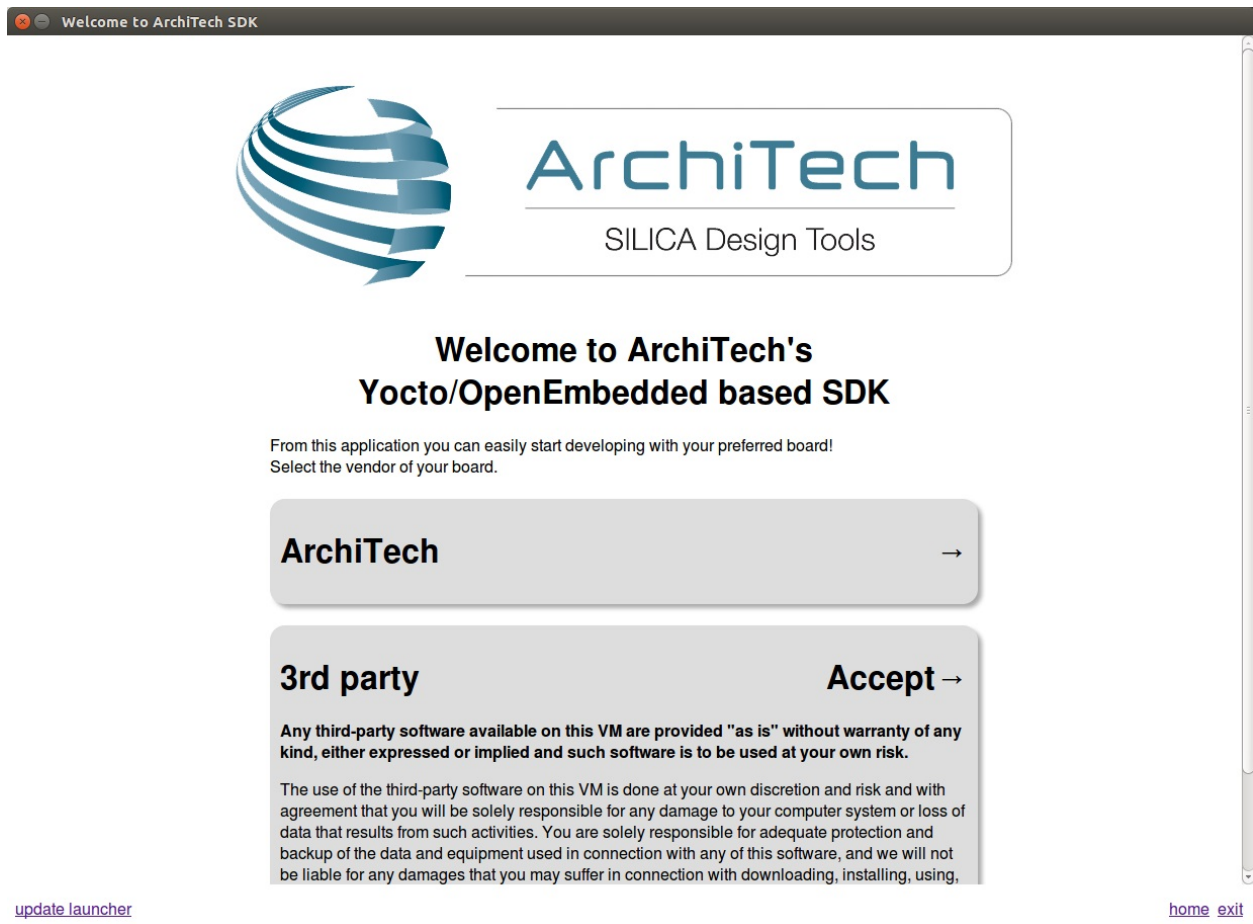 Welcome to ArchiTech SDK
ArchiTech
SILICA Design Tools
Welcome to ArchiTech's
Yocto/OpenEmbedded based SDK
From this application you can easily start developing with your preferred board!
Select the vendor of your board.
ArchiTech →
3rd party Accept→
Any third-party software available on this VM are provided "as is" without warranty of any
kind, either expressed or implied and such software is to be used at your own risk.
The use of the third-party software on this VM is done at your own discretion and risk and with
agreement that you will be solely responsible for any damage to your computer system or loss of
data that results from such activities. You are solely responsible for adequate protection and
backup of the data and equipment used in connection with any of this software, and we will not
be liable for any damages that you may suffer in connection with downloading, installing, using,
update launcher home exit